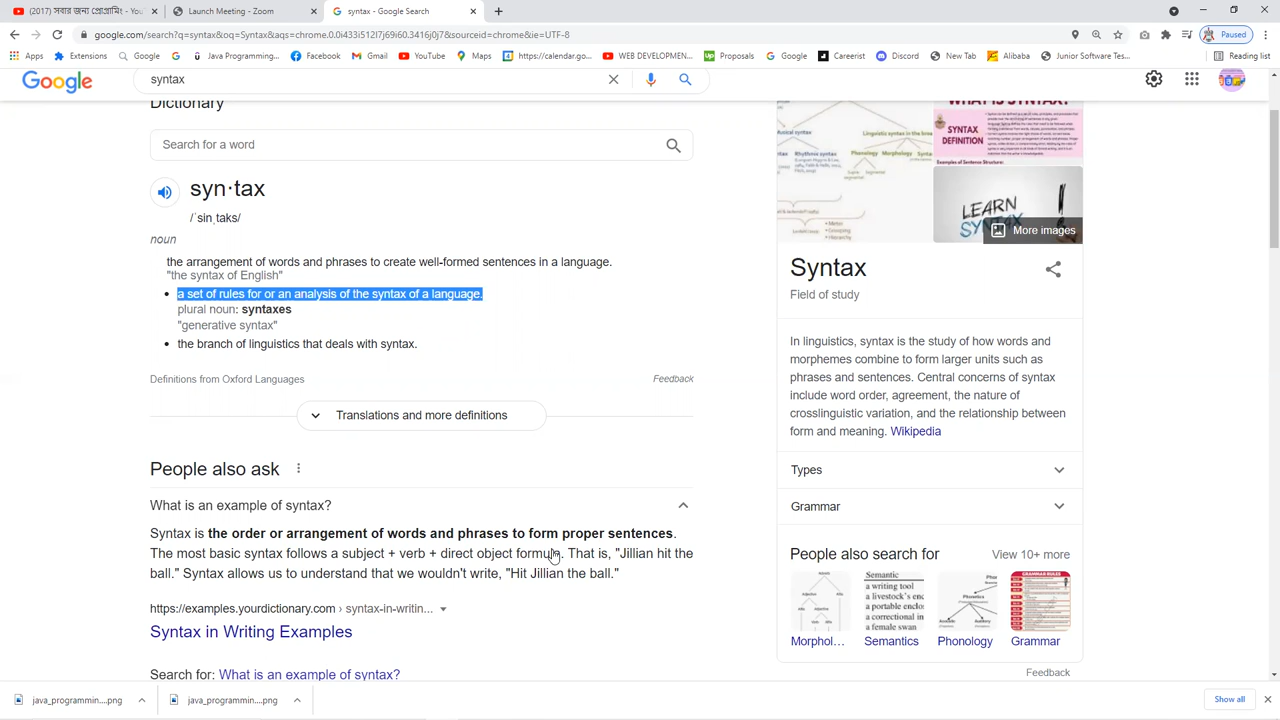 (2017) সবার জন্য প্রোগ্রামিং - You
Launch Meeting - Zoom
syntax - Google Search
google.com/search?q=syntax&oq=Syntax&aqs=chrome.0.0i433i512l7j69i60.3416j0j7&sourceid=chrome&ie=UTF-8
Paused
Apps
Extensions
Google
Java Programming...
Facebook
Gmail
YouTube
Maps
https://calendar.go...
WEB DEVELOPMEN...
Proposals
Google
Careerist
Discord
New Tab
Alibaba
Junior Software Tes...
Reading list
Google
syntax
Dictionary
Search for a word
syn·tax
/ˈsinˌtaks/
noun
the arrangement of words and phrases to create well-formed sentences in a language.
"the syntax of English"
• a set of rules for or an analysis of the syntax of a language.
plural noun: syntaxes
"generative syntax"
• the branch of linguistics that deals with syntax.
Definitions from Oxford Languages
Feedback
Translations and more definitions
People also ask
What is an example of syntax?
Syntax is the order or arrangement of words and phrases to form proper sentences.
The most basic syntax follows a subject + verb + direct object formula. That is, "Jillian hit the
ball." Syntax allows us to understand that we wouldn't write, "Hit Jillian the ball."
Syntax in Writing Examples
Search for: What is an example of syntax?
WHAT IS SYNTAX?
SYNTAX
DEFINITION
Rhythmic syntax
Phonology
Morphology
LEARN
SYNTAX
More images
Syntax
Field of study
In linguistics, syntax is the study of how words and
morphemes combine to form larger units such as
phrases and sentences. Central concerns of syntax
include word order, agreement, the nature of
crosslinguistic variation, and the relationship between
form and meaning. Wikipedia
Types
Grammar
People also search for
View 10+ more
Semantic
a writing tool
Phonetics
GRAMMAR RULES
Morphol...
Semantics
Phonology
Grammar
Feedback
java_programmin....png
java_programmin....png
Show all